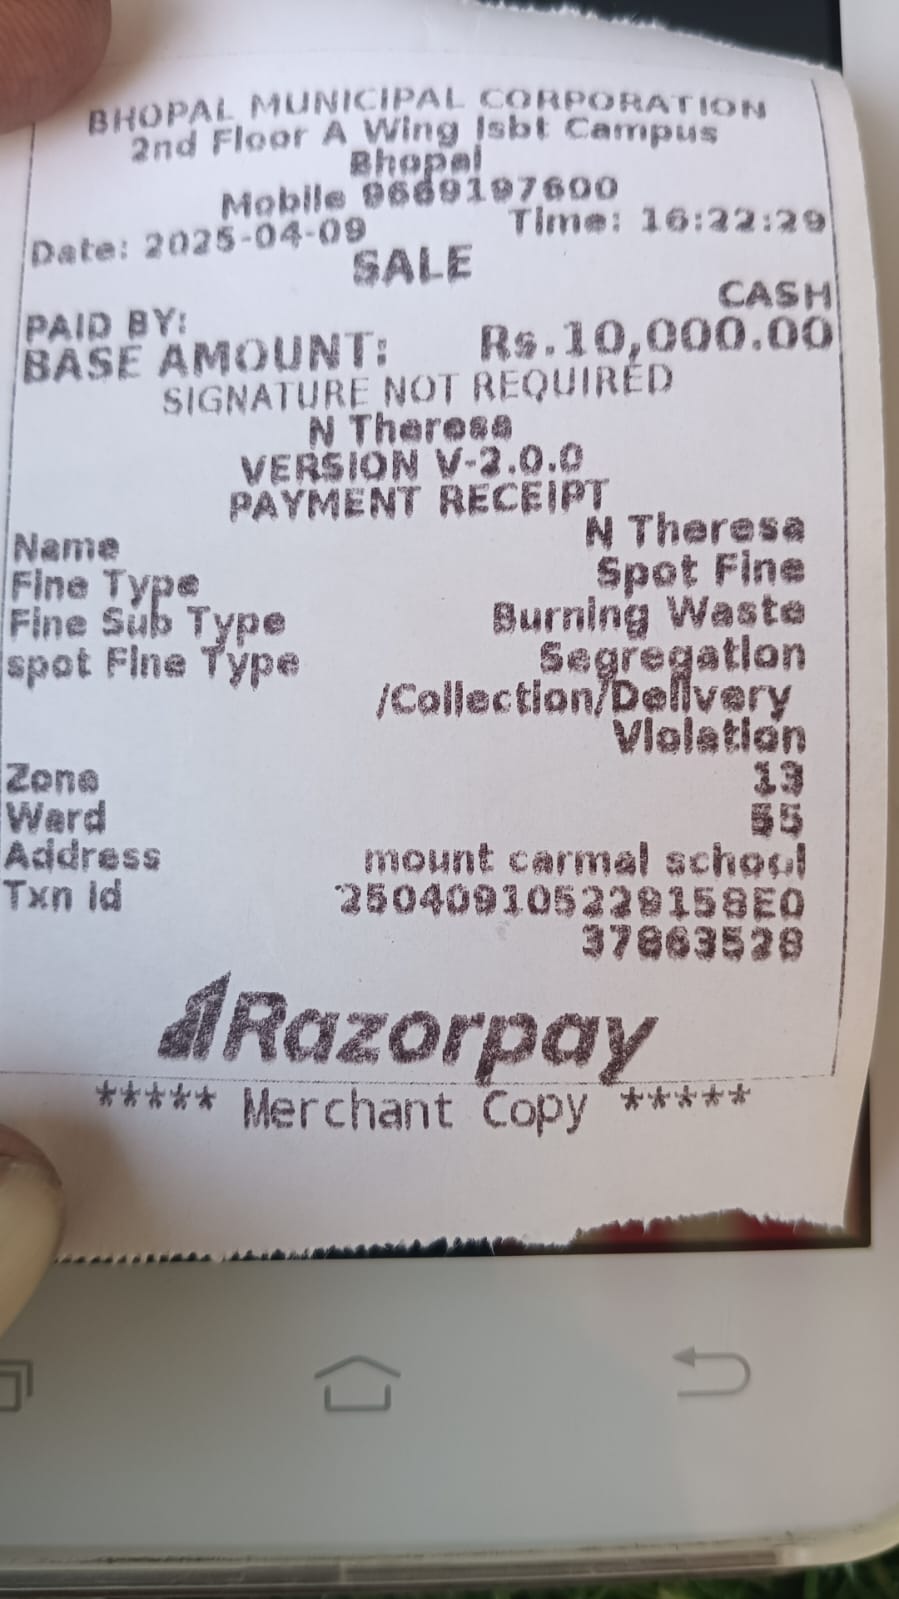 BHOPAL MUNICIPAL CORPORATION
2nd Floor A Wing Isbt Campus
Bhopal
Mobile 9669197600
Date: 2025-04-09 Time: 16:22:29
SALE
CASH
PAID BY:
BASE AMOUNT: Rs.10,000.00
SIGNATURE NOT REQUIRED
N Theresa
VERSION V-2.0.0
PAYMENT RECEIPT
Name N Theresa
Fine Type Spot Fine
Fine Sub Type Burning Waste
spot Fine Type Segregation
/Collection/Delivery
Violation
Zone 13
Ward 55
Address mount carmal school
Txn id 250409105229158E0
37863528
Razorpay
***** Merchant Copy *****